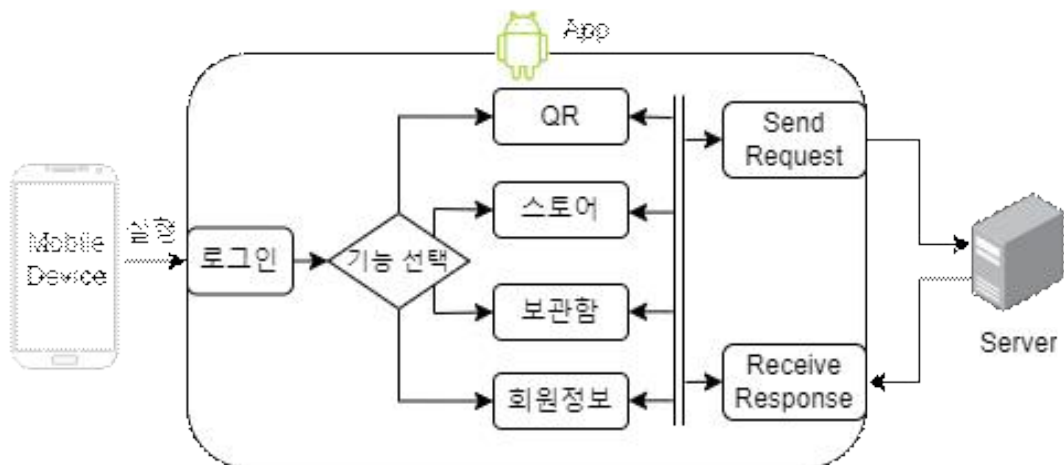 App
QR
Send
Request
스토어
Mobile
Device
실행
로그인
기능 선택
보관함
Server
회원정보
Receive
Response